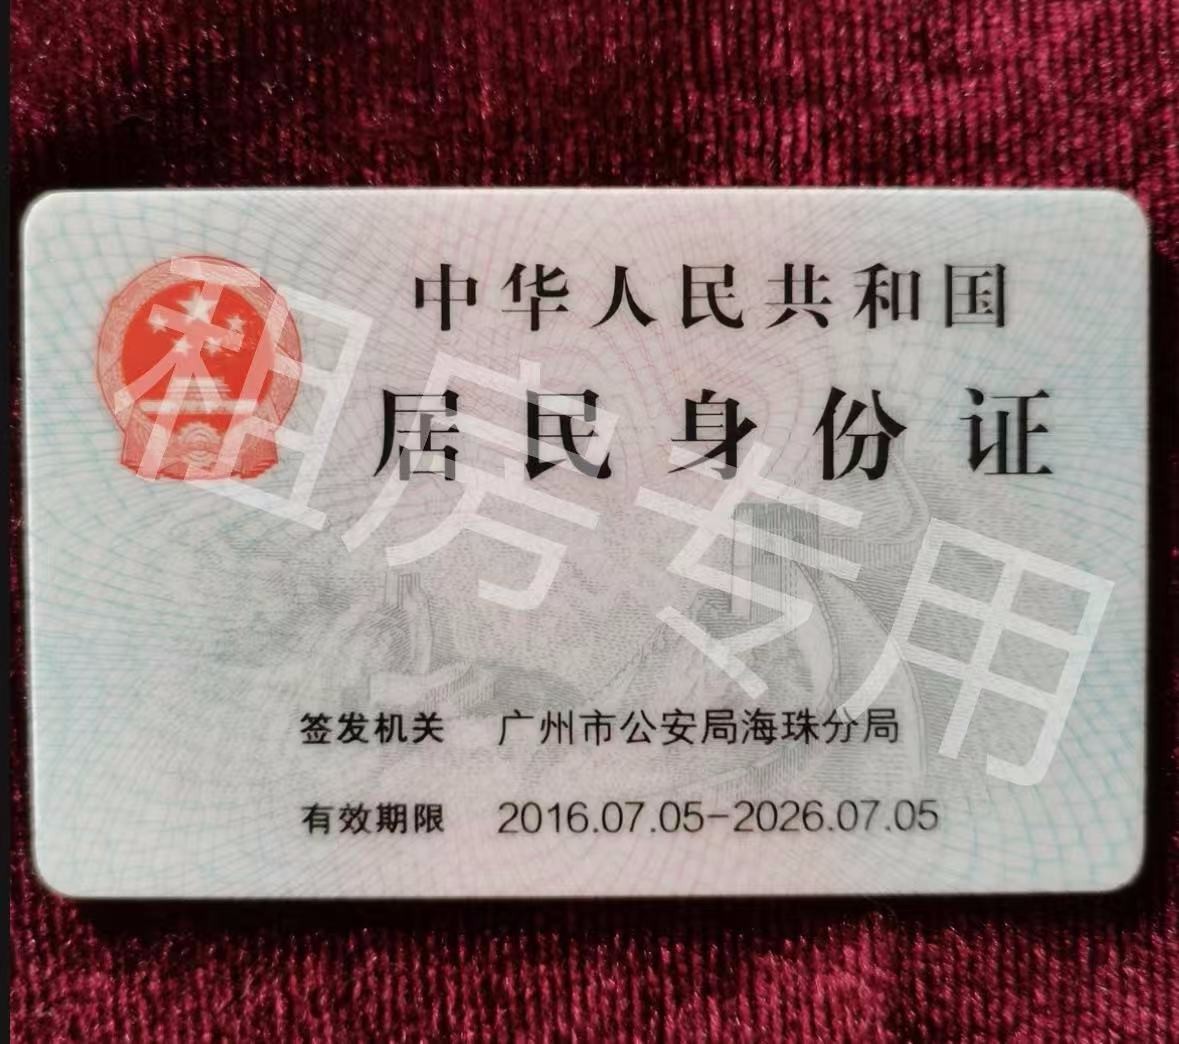 中华人民共和国
居民身份证
租房专用
签发机关 广州市公安局海珠分局
有效期限 2016.07.05-2026.07.05